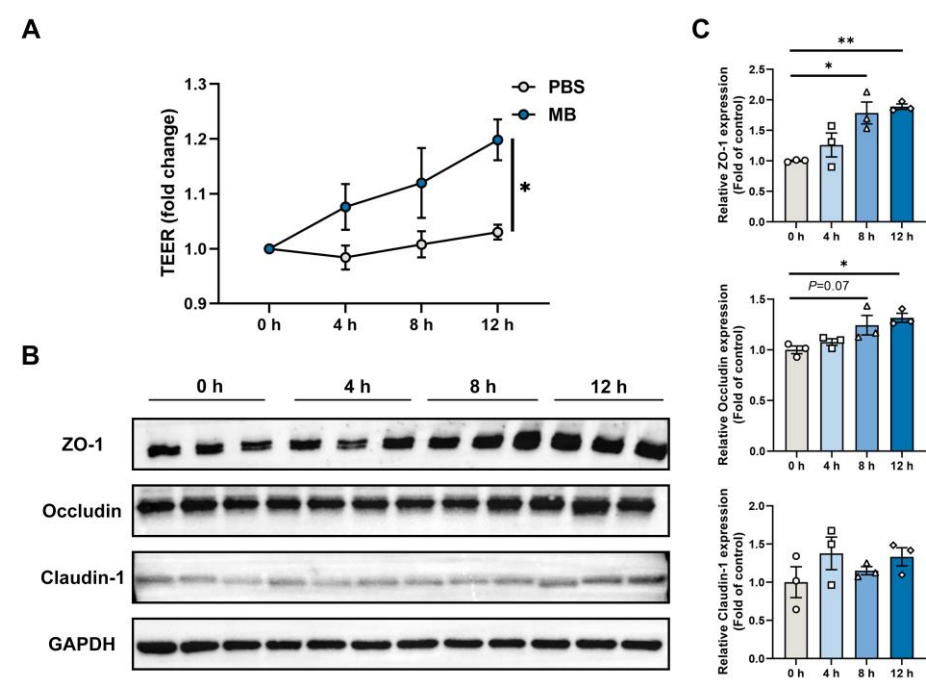 A
TEER (fold change)
1.3
1.2
1.1
1.0
0.9
0 h 4 h 8 h 12 h
PBS
MB
*
B
0 h 4 h 8 h 12 h
ZO-1
Occludin
Claudin-1
GAPDH
C
Relative ZO-1 expression
(Fold of control)
2.5
2.0
1.5
1.0
0.5
0.0
**
*
0 h 4 h 8 h 12 h
Relative Occludin expression
(Fold of control)
1.5
1.0
0.5
0.0
*
P=0.07
0 h 4 h 8 h 12 h
Relative Claudin-1 expression
(Fold of control)
2.0
1.5
1.0
0.5
0.0
0 h 4 h 8 h 12 h